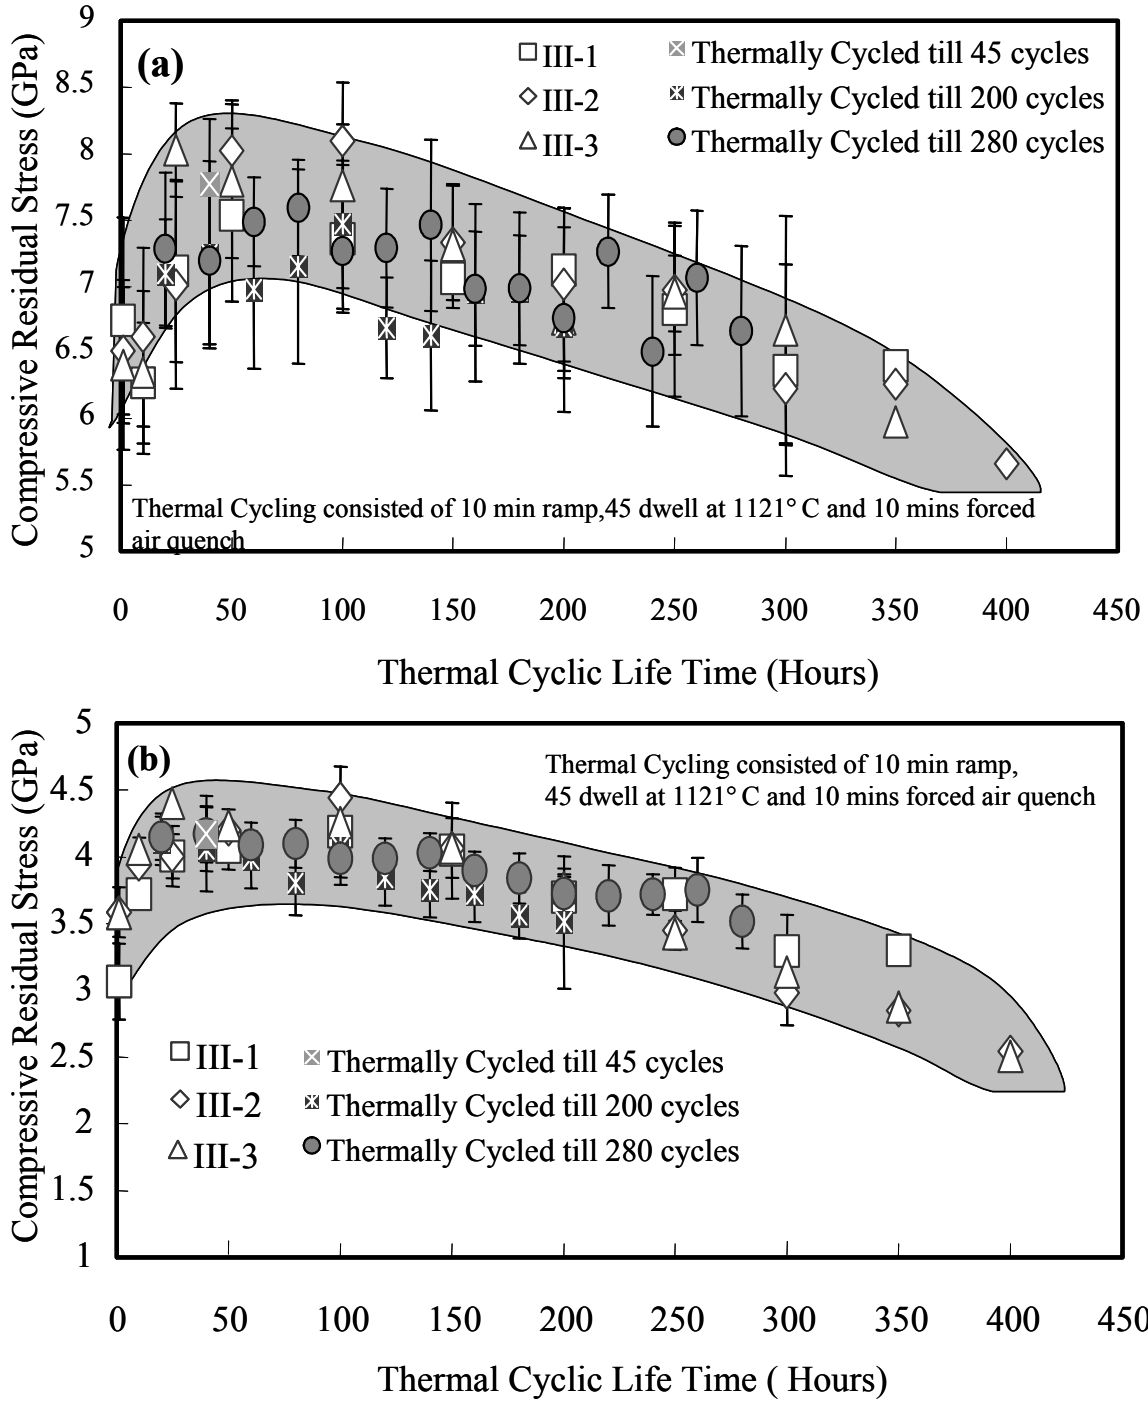 9
8.5
8
7.5
7
6.5
6
5.5
5
Compressive Residual Stress (GPa)
(a)
III-1
III-2
III-3
Thermally Cycled till 45 cycles
Thermally Cycled till 200 cycles
Thermally Cycled till 280 cycles
Thermal Cycling consisted of 10 min ramp,45 dwell at 1121° C and 10 mins forced
air quench
0 50 100 150 200 250 300 350 400 450
Thermal Cyclic Life Time (Hours)
5
4.5
4
3.5
3
2.5
2
1.5
1
Compressive Residual Stress (GPa)
(b)
Thermal Cycling consisted of 10 min ramp,
45 dwell at 1121° C and 10 mins forced air quench
III-1
III-2
III-3
Thermally Cycled till 45 cycles
Thermally Cycled till 200 cycles
Thermally Cycled till 280 cycles
0 50 100 150 200 250 300 350 400 450
Thermal Cyclic Life Time ( Hours)